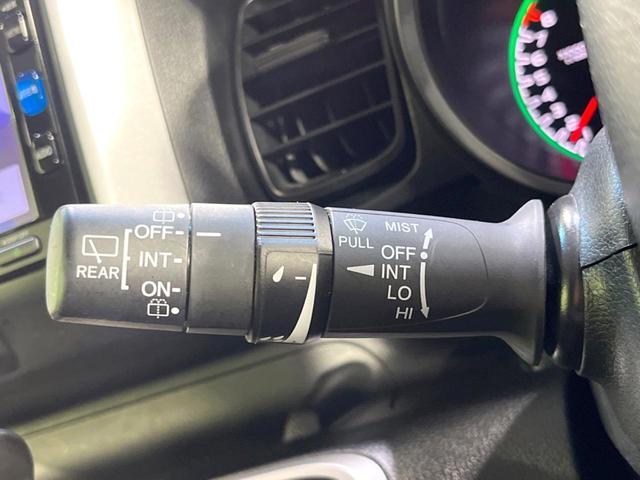 OFF
REAR
INT
ON
PULL
MIST
OFF
INT
LO
HI